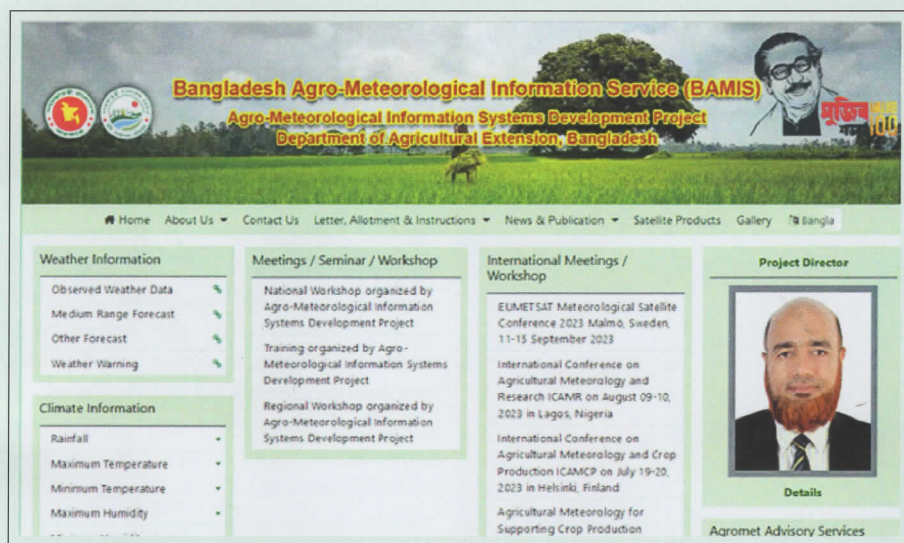 Bangladesh Agro-Meteorological Information Service (BAMIS)
Agro-Meteorological Information Systems Development Project
Department of Agricultural Extension, Bangladesh
মুজিব
শতবর্ষ
100
Home About Us Contact Us Letter, Allotment & Instructions News & Publication Satellite Products Gallery Bangla
Weather Information
Observed Weather Data
Medium Range Forecast
Other Forecast
Weather Warning
Climate Information
Rainfall
Maximum Temperature
Minimum Temperature
Maximum Humidity
Meetings / Seminar / Workshop
National Workshop organized by
Agro-Meteorological Information
Systems Development Project
Training organized by Agro-
Meteorological Information Systems
Development Project
Regional Workshop organized by
Agro-Meteorological Information
Systems Development Project
International Meetings /
Workshop
EUMETSAT Meteorological Satellite
Conference 2023 Malmö, Sweden,
11-15 September 2023
International Conference on
Agricultural Meteorology and
Research ICAMR on August 09-10,
2023 in Lagos, Nigeria
International Conference on
Agricultural Meteorology and Crop
Production ICAMCP on July 19-20,
2023 in Helsinki, Finland
Agricultural Meteorology for
Supporting Crop Production
Project Director
Details
Agromet Advisory Services